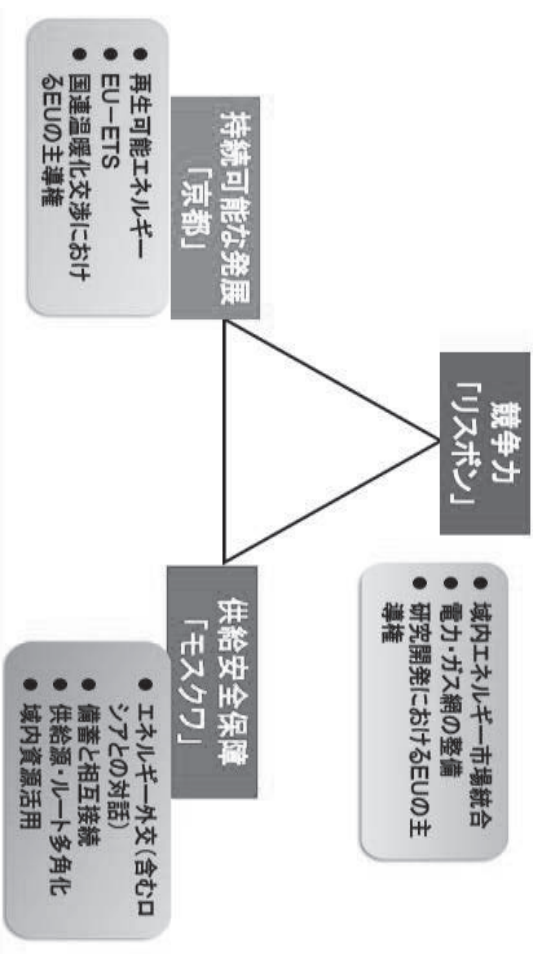 競争力
「リスボン」
● 域内エネルギー市場統合
● 電力・ガス網の整備
● 研究開発におけるEUの主
導権
持続可能な発展
「京都」
● 再生可能エネルギー
● EU－ETS
● 国連温暖化交渉におけ
るEUの主導権
供給安全保障
「モスクワ」
● エネルギー外交(含むロ
シアとの対話)
● 備蓄と相互接続
● 供給源・ルート多角化
● 域内資源活用